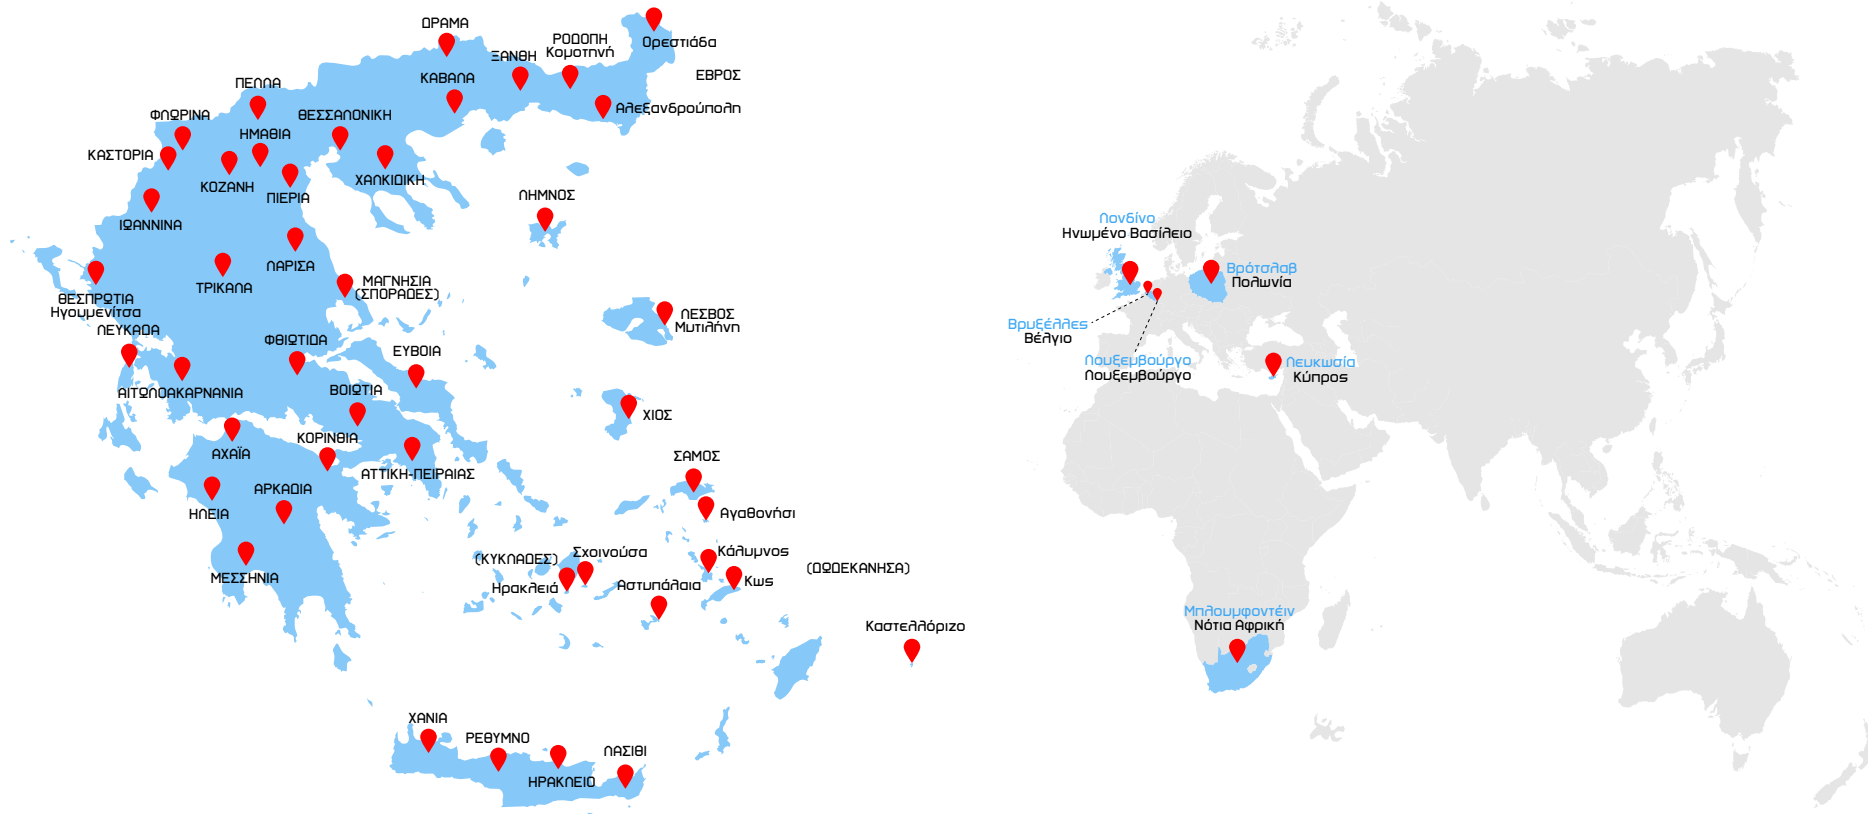 ΔΡΑΜΑ
ΡΟΔΟΠΗ
Κομοτηνή
Ορεστιάδα
ΞΑΝΘΗ
ΕΒΡΟΣ
ΚΑΒΑΛΑ
ΠΕΛΛΑ
Αλεξανδρούπολη
ΦΛΩΡΙΝΑ
ΘΕΣΣΑΛΟΝΙΚΗ
ΗΜΑΘΙΑ
ΚΑΣΤΟΡΙΑ
ΚΟΖΑΝΗ
ΧΑΛΚΙΔΙΚΗ
ΠΙΕΡΙΑ
ΛΗΜΝΟΣ
ΙΩΑΝΝΙΝΑ
ΛΑΡΙΣΑ
ΤΡΙΚΑΛΑ
ΜΑΓΝΗΣΙΑ
(ΣΠΟΡΑΔΕΣ)
ΘΕΣΠΡΩΤΙΑ
Ηγουμενίτσα
ΛΕΣΒΟΣ
Μυτιλήνη
ΛΕΥΚΑΔΑ
ΦΘΙΩΤΙΔΑ
ΕΥΒΟΙΑ
ΑΙΤΩΛΟΑΚΑΡΝΑΝΙΑ
ΒΟΙΩΤΙΑ
ΧΙΟΣ
ΚΟΡΙΝΘΙΑ
ΑΧΑΪΑ
ΣΑΜΟΣ
ΑΤΤΙΚΗ-ΠΕΙΡΑΙΑΣ
ΑΡΚΑΔΙΑ
ΗΛΕΙΑ
Αγαθονήσι
Σχοινούσα
(ΚΥΚΛΑΔΕΣ)
Κάλυμνος
(ΔΩΔΕΚΑΝΗΣΑ)
ΜΕΣΣΗΝΙΑ
Ηρακλειά
Αστυπάλαια
Κως
Καστελλόριζο
ΧΑΝΙΑ
ΡΕΘΥΜΝΟ
ΛΑΣΙΘΙ
ΗΡΑΚΛΕΙΟ
Λονδίνο
Ηνωμένο Βασίλειο
Βρότσλαβ
Πολωνία
Βρυξέλλες
Βέλγιο
Λουξεμβούργο
Λουξεμβούργο
Λευκωσία
Κύπρος
Μπλουμφοντέιν
Νότια Αφρική